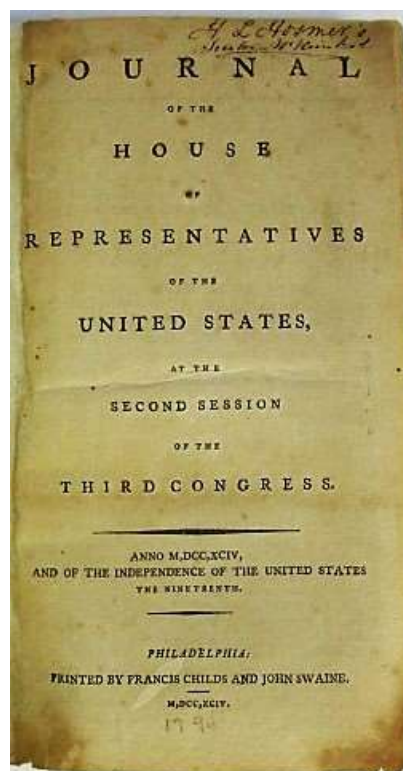 H L Hosmer's
JOURNAL
OF THE
HOUSE
OF
REPRESENTATIVES
OF THE
UNITED STATES,
AT THE
SECOND SESSION
OF THE
THIRD CONGRESS.
ANNO M,DCC,XCIV,
AND OF THE INDEPENDENCE OF THE UNITED STATES
THE NINETEENTH.
PHILADELPHIA:
PRINTED BY FRANCIS CHILDS AND JOHN SWAINE.
M,DCC,XCIV.
1794